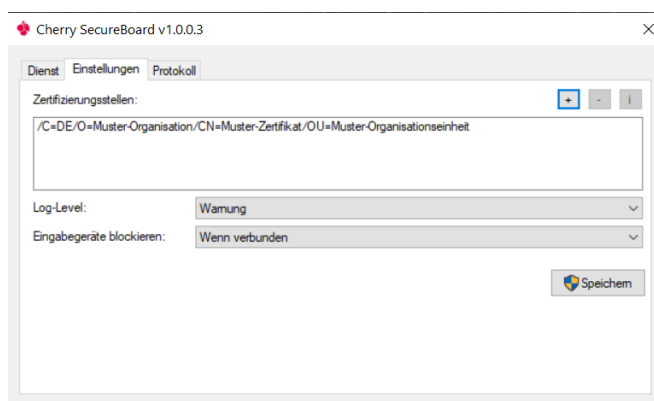 Cherry SecureBoard v1.0.0.3
Dienst Einstellungen Protokoll
Zertifizierungsstellen: + - i
/C=DE/O=Muster-Organisation/CN=Muster-Zertifikat/OU=Muster-Organisationseinheit
Log-Level: Warnung
Eingabegeräte blockieren: Wenn verbunden
Speichern